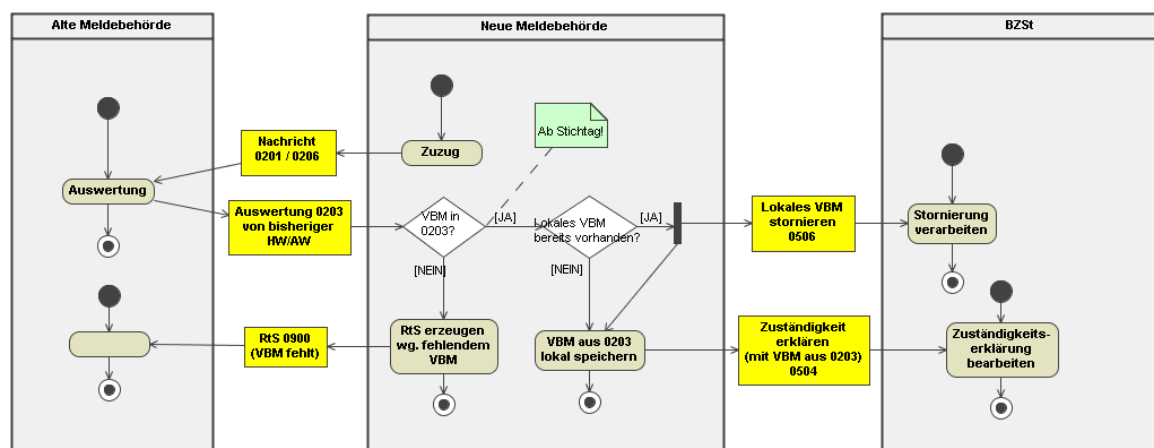 Alte Meldebehörde
Neue Meldebehörde
BZSt
Ab Stichtag!
Nachricht
0201 / 0206
Zuzug
Auswertung
Auswertung 0203
von bisheriger
HW/AW
VBM in
0203?
[JA]
Lokales VBM
bereits vorhanden?
[JA]
Lokales VBM
stornieren
0506
Stornierung
verarbeiten
[NEIN]
[NEIN]
RtS 0900
(VBM fehlt)
RtS erzeugen
wg. fehlendem
VBM
VBM aus 0203
lokal speichern
Zuständigkeit
erklären
(mit VBM aus 0203)
0504
Zuständigkeits-
erklärung
bearbeiten